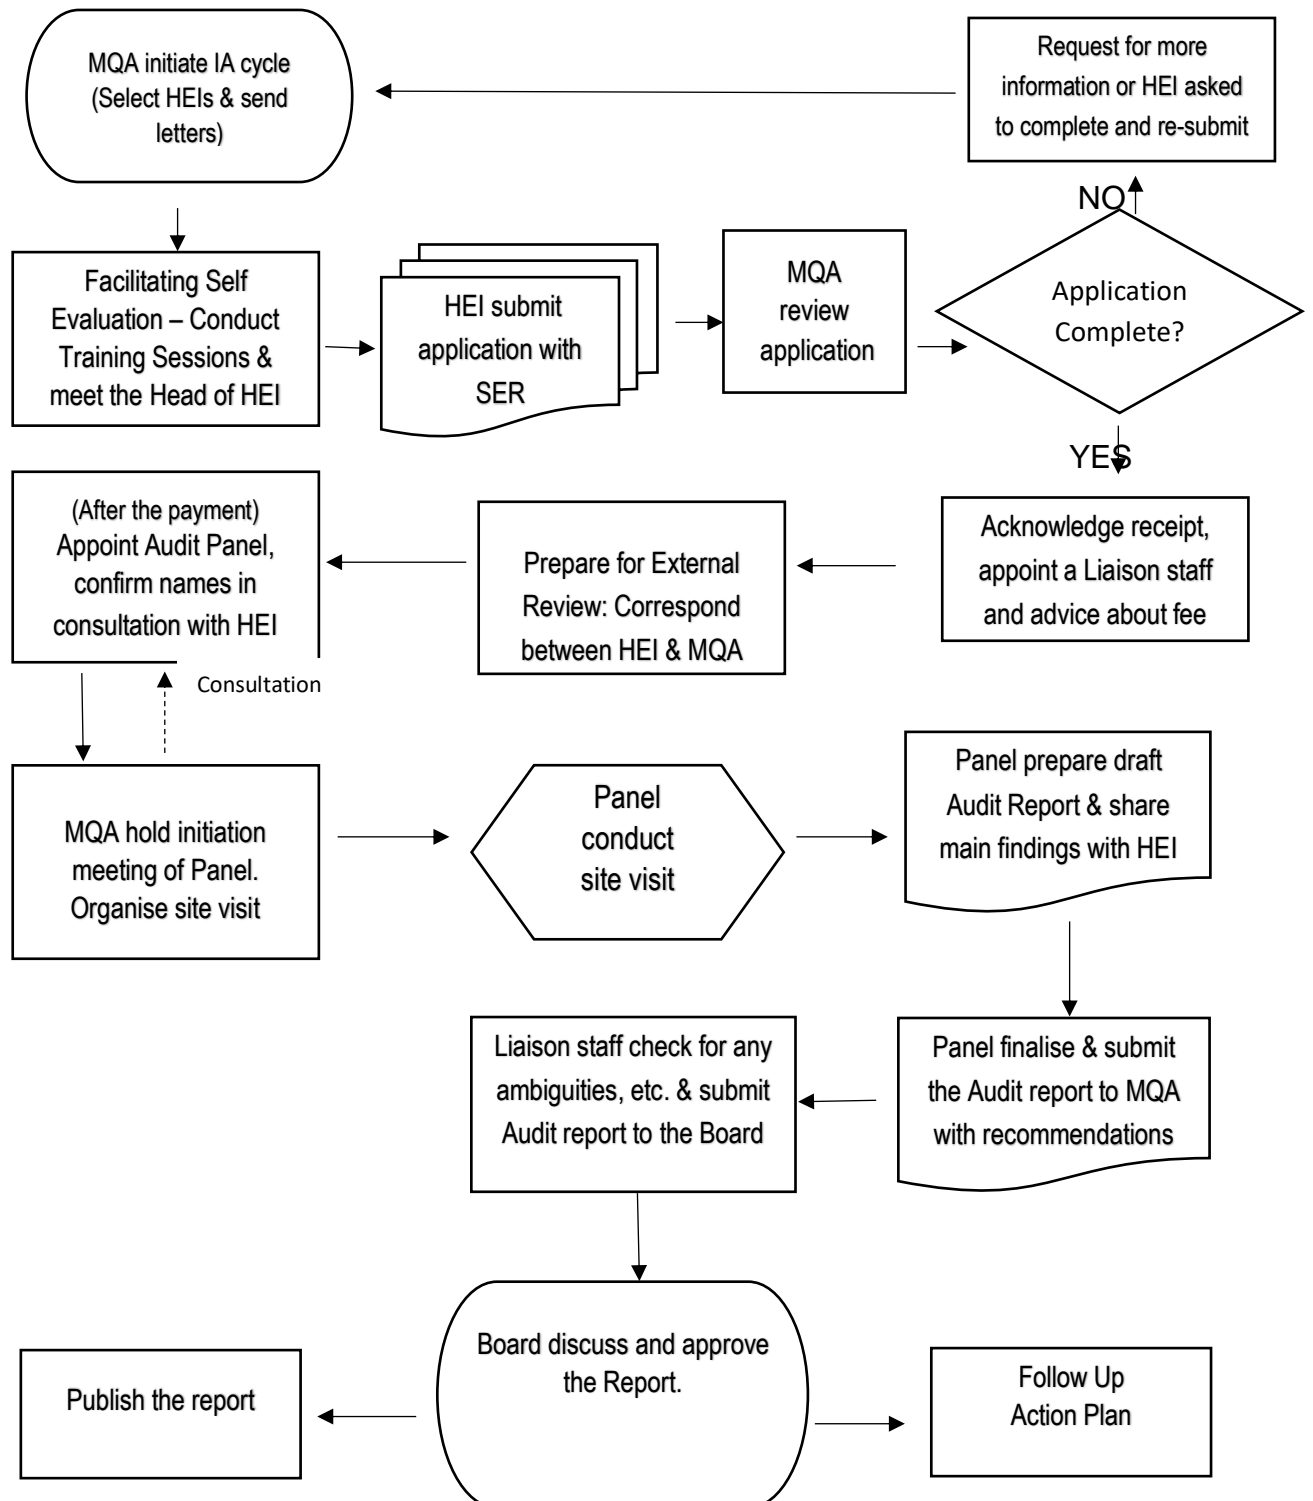 MQA initiate IA cycle
(Select HEIs & send
letters)
Request for more
information or HEI asked
to complete and re-submit
NO
Facilitating Self
Evaluation – Conduct
Training Sessions &
meet the Head of HEI
HEI submit
application with
SER
MQA
review
application
Application
Complete?
YES
(After the payment)
Appoint Audit Panel,
confirm names in
consultation with HEI
Prepare for External
Review: Correspond
between HEI & MQA
Acknowledge receipt,
appoint a Liaison staff
and advice about fee
Consultation
MQA hold initiation
meeting of Panel.
Organise site visit
Panel
conduct
site visit
Panel prepare draft
Audit Report & share
main findings with HEI
Liaison staff check for any
ambiguities, etc. & submit
Audit report to the Board
Panel finalise & submit
the Audit report to MQA
with recommendations
Publish the report
Board discuss and approve
the Report.
Follow Up
Action Plan